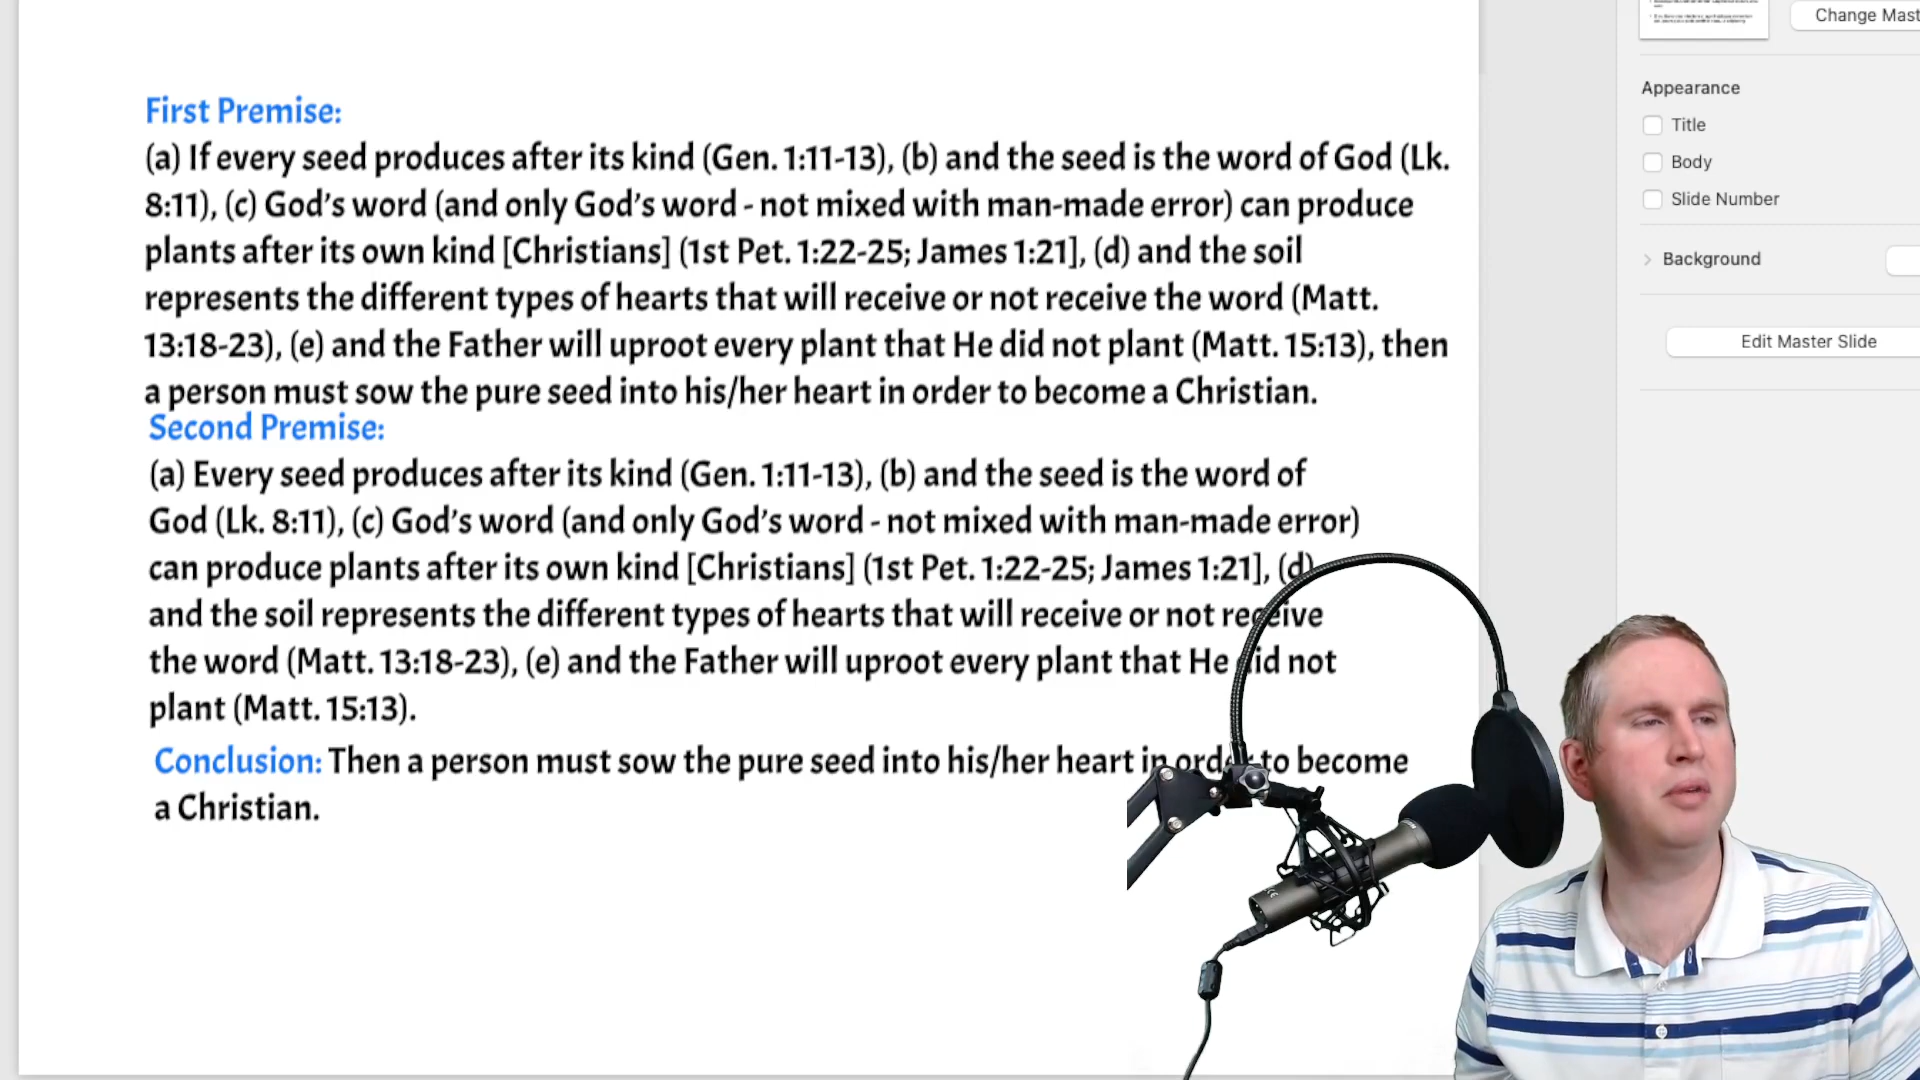 First Premise:
(a) If every seed produces after its kind (Gen. 1:11-13), (b) and the seed is the word of God (Lk.
8:11), (c) God’s word (and only God’s word - not mixed with man-made error) can produce
plants after its own kind [Christians] (1st Pet. 1:22-25; James 1:21], (d) and the soil
represents the different types of hearts that will receive or not receive the word (Matt.
13:18-23), (e) and the Father will uproot every plant that He did not plant (Matt. 15:13), then
a person must sow the pure seed into his/her heart in order to become a Christian.
Second Premise:
(a) Every seed produces after its kind (Gen. 1:11-13), (b) and the seed is the word of
God (Lk. 8:11), (c) God’s word (and only God’s word - not mixed with man-made error)
can produce plants after its own kind [Christians] (1st Pet. 1:22-25; James 1:21], (d)
and the soil represents the different types of hearts that will receive or not receive
the word (Matt. 13:18-23), (e) and the Father will uproot every plant that He did not
plant (Matt. 15:13).
Conclusion: Then a person must sow the pure seed into his/her heart in order to become
a Christian.
Change Mast
Appearance
Title
Body
Slide Number
Background
Edit Master Slide